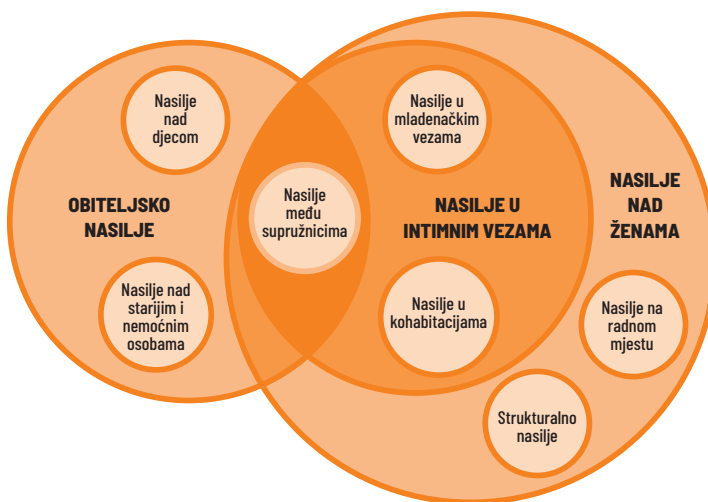 Nasilje
nad
djecom
OBITELJSKO
NASILJE
Nasilje nad
starijim i
nemoćnim
osobama
Nasilje
među
supružnicima
Nasilje u
mladenačkim
vezama
NASILJE U
INTIMNIM VEZAMA
Nasilje u
kohabitacijama
NASILJE
NAD
ŽENAMA
Nasilje na
radnom
mjestu
Strukturalno
nasilje